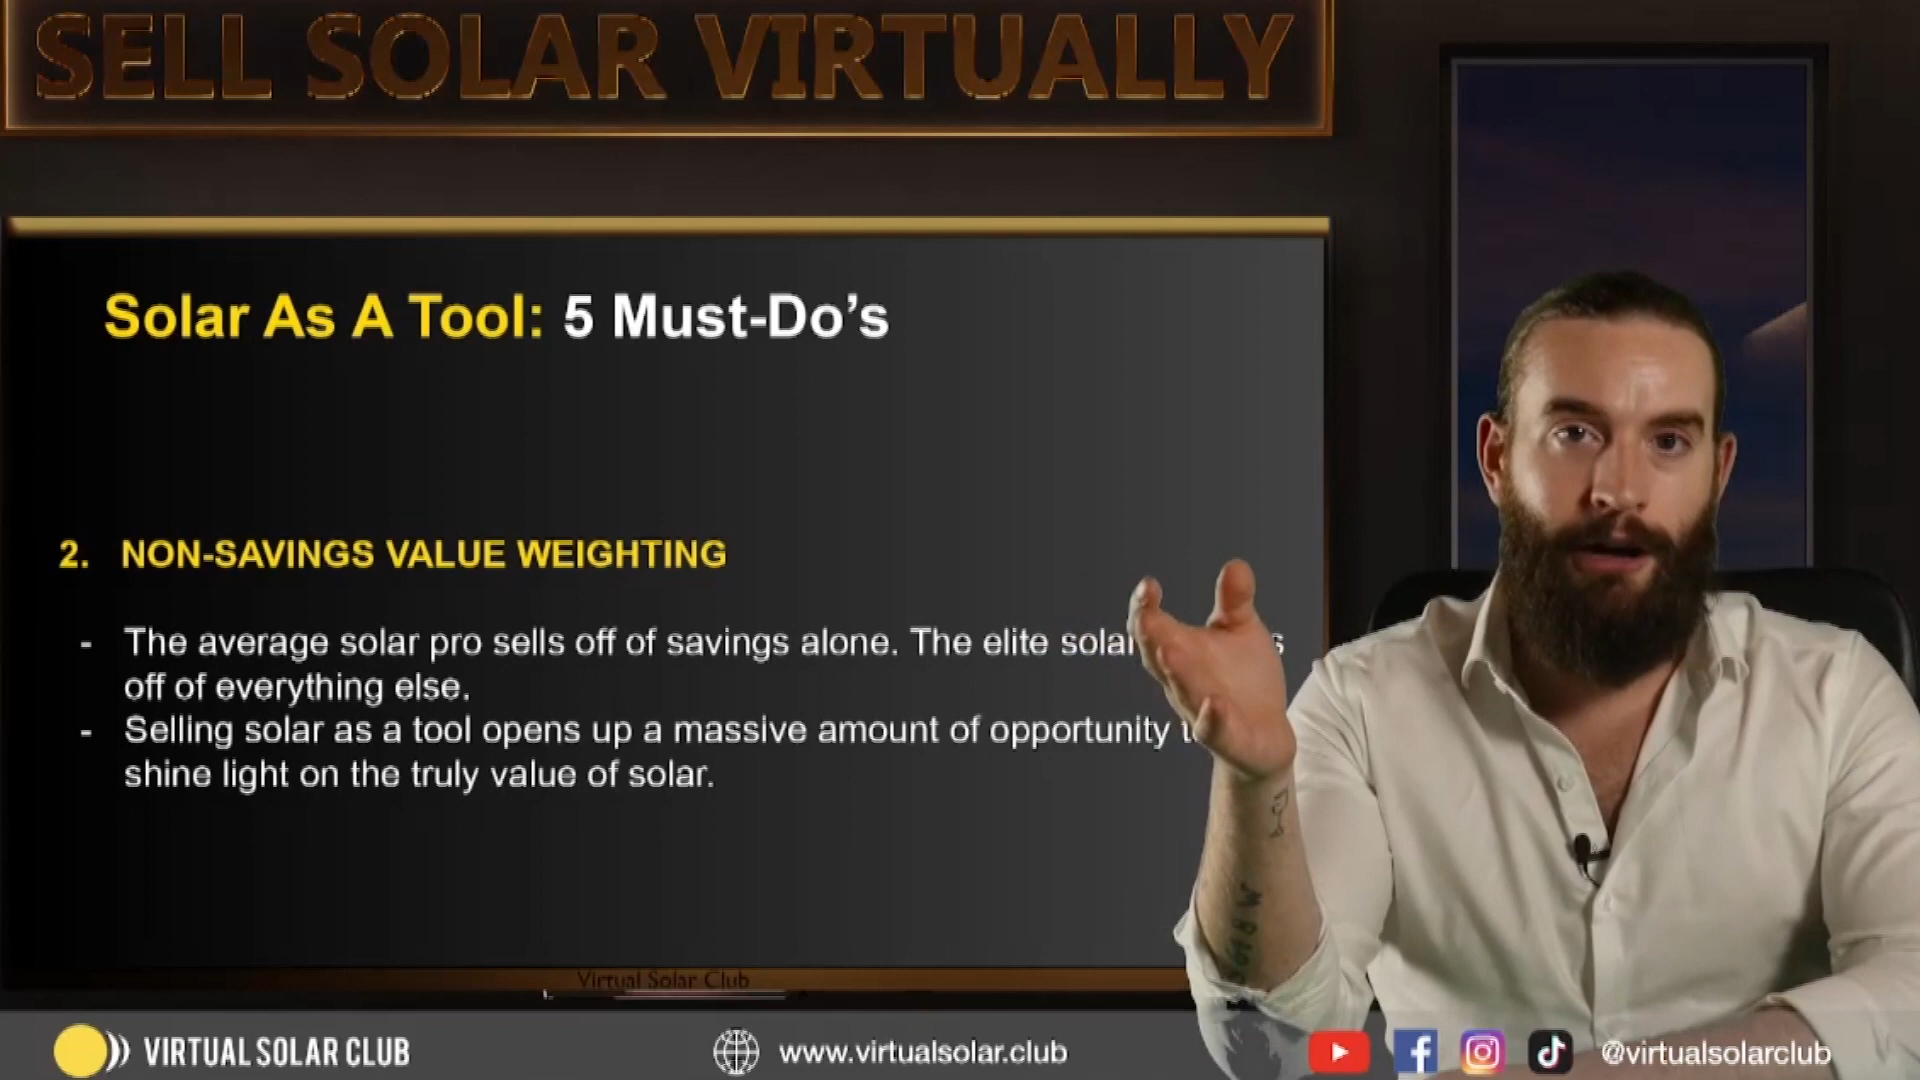 SELL SOLAR VIRTUALLY
Solar As A Tool: 5 Must-Do's
2. NON-SAVINGS VALUE WEIGHTING
- The average solar pro sells off of savings alone. The elite solar
off of everything else.
- Selling solar as a tool opens up a massive amount of opportunity
shine light on the truly value of solar.
Virtual Solar Club
VIRTUAL SOLAR CLUB
www.virtualsolar.club
@virtualsolarclub